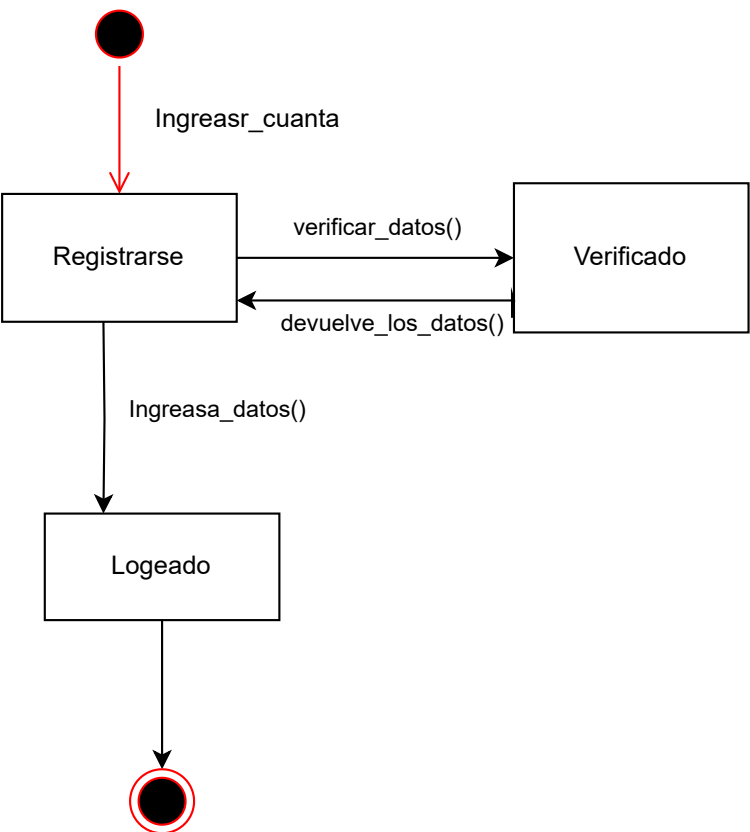 Ingreasr_cuanta
Registrarse
verificar_datos()
Verificado
devuelve_los_datos()
Ingreasa_datos()
Logeado